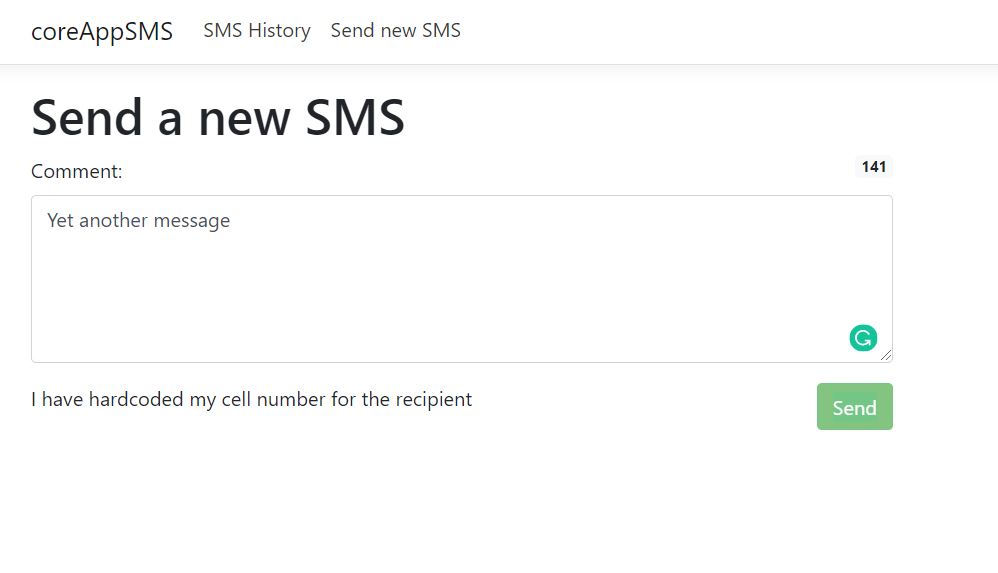 coreAppSMS SMS History Send new SMS
Send a new SMS
Comment: 141
Yet another message
I have hardcoded my cell number for the recipient Send